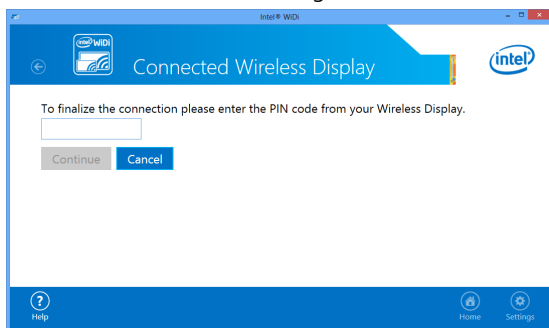 Intel® WiDi
intel WiDi
Connected Wireless Display
intel
To finalize the connection please enter the PIN code from your Wireless Display.
Continue
Cancel
?
Help
Home
Settings